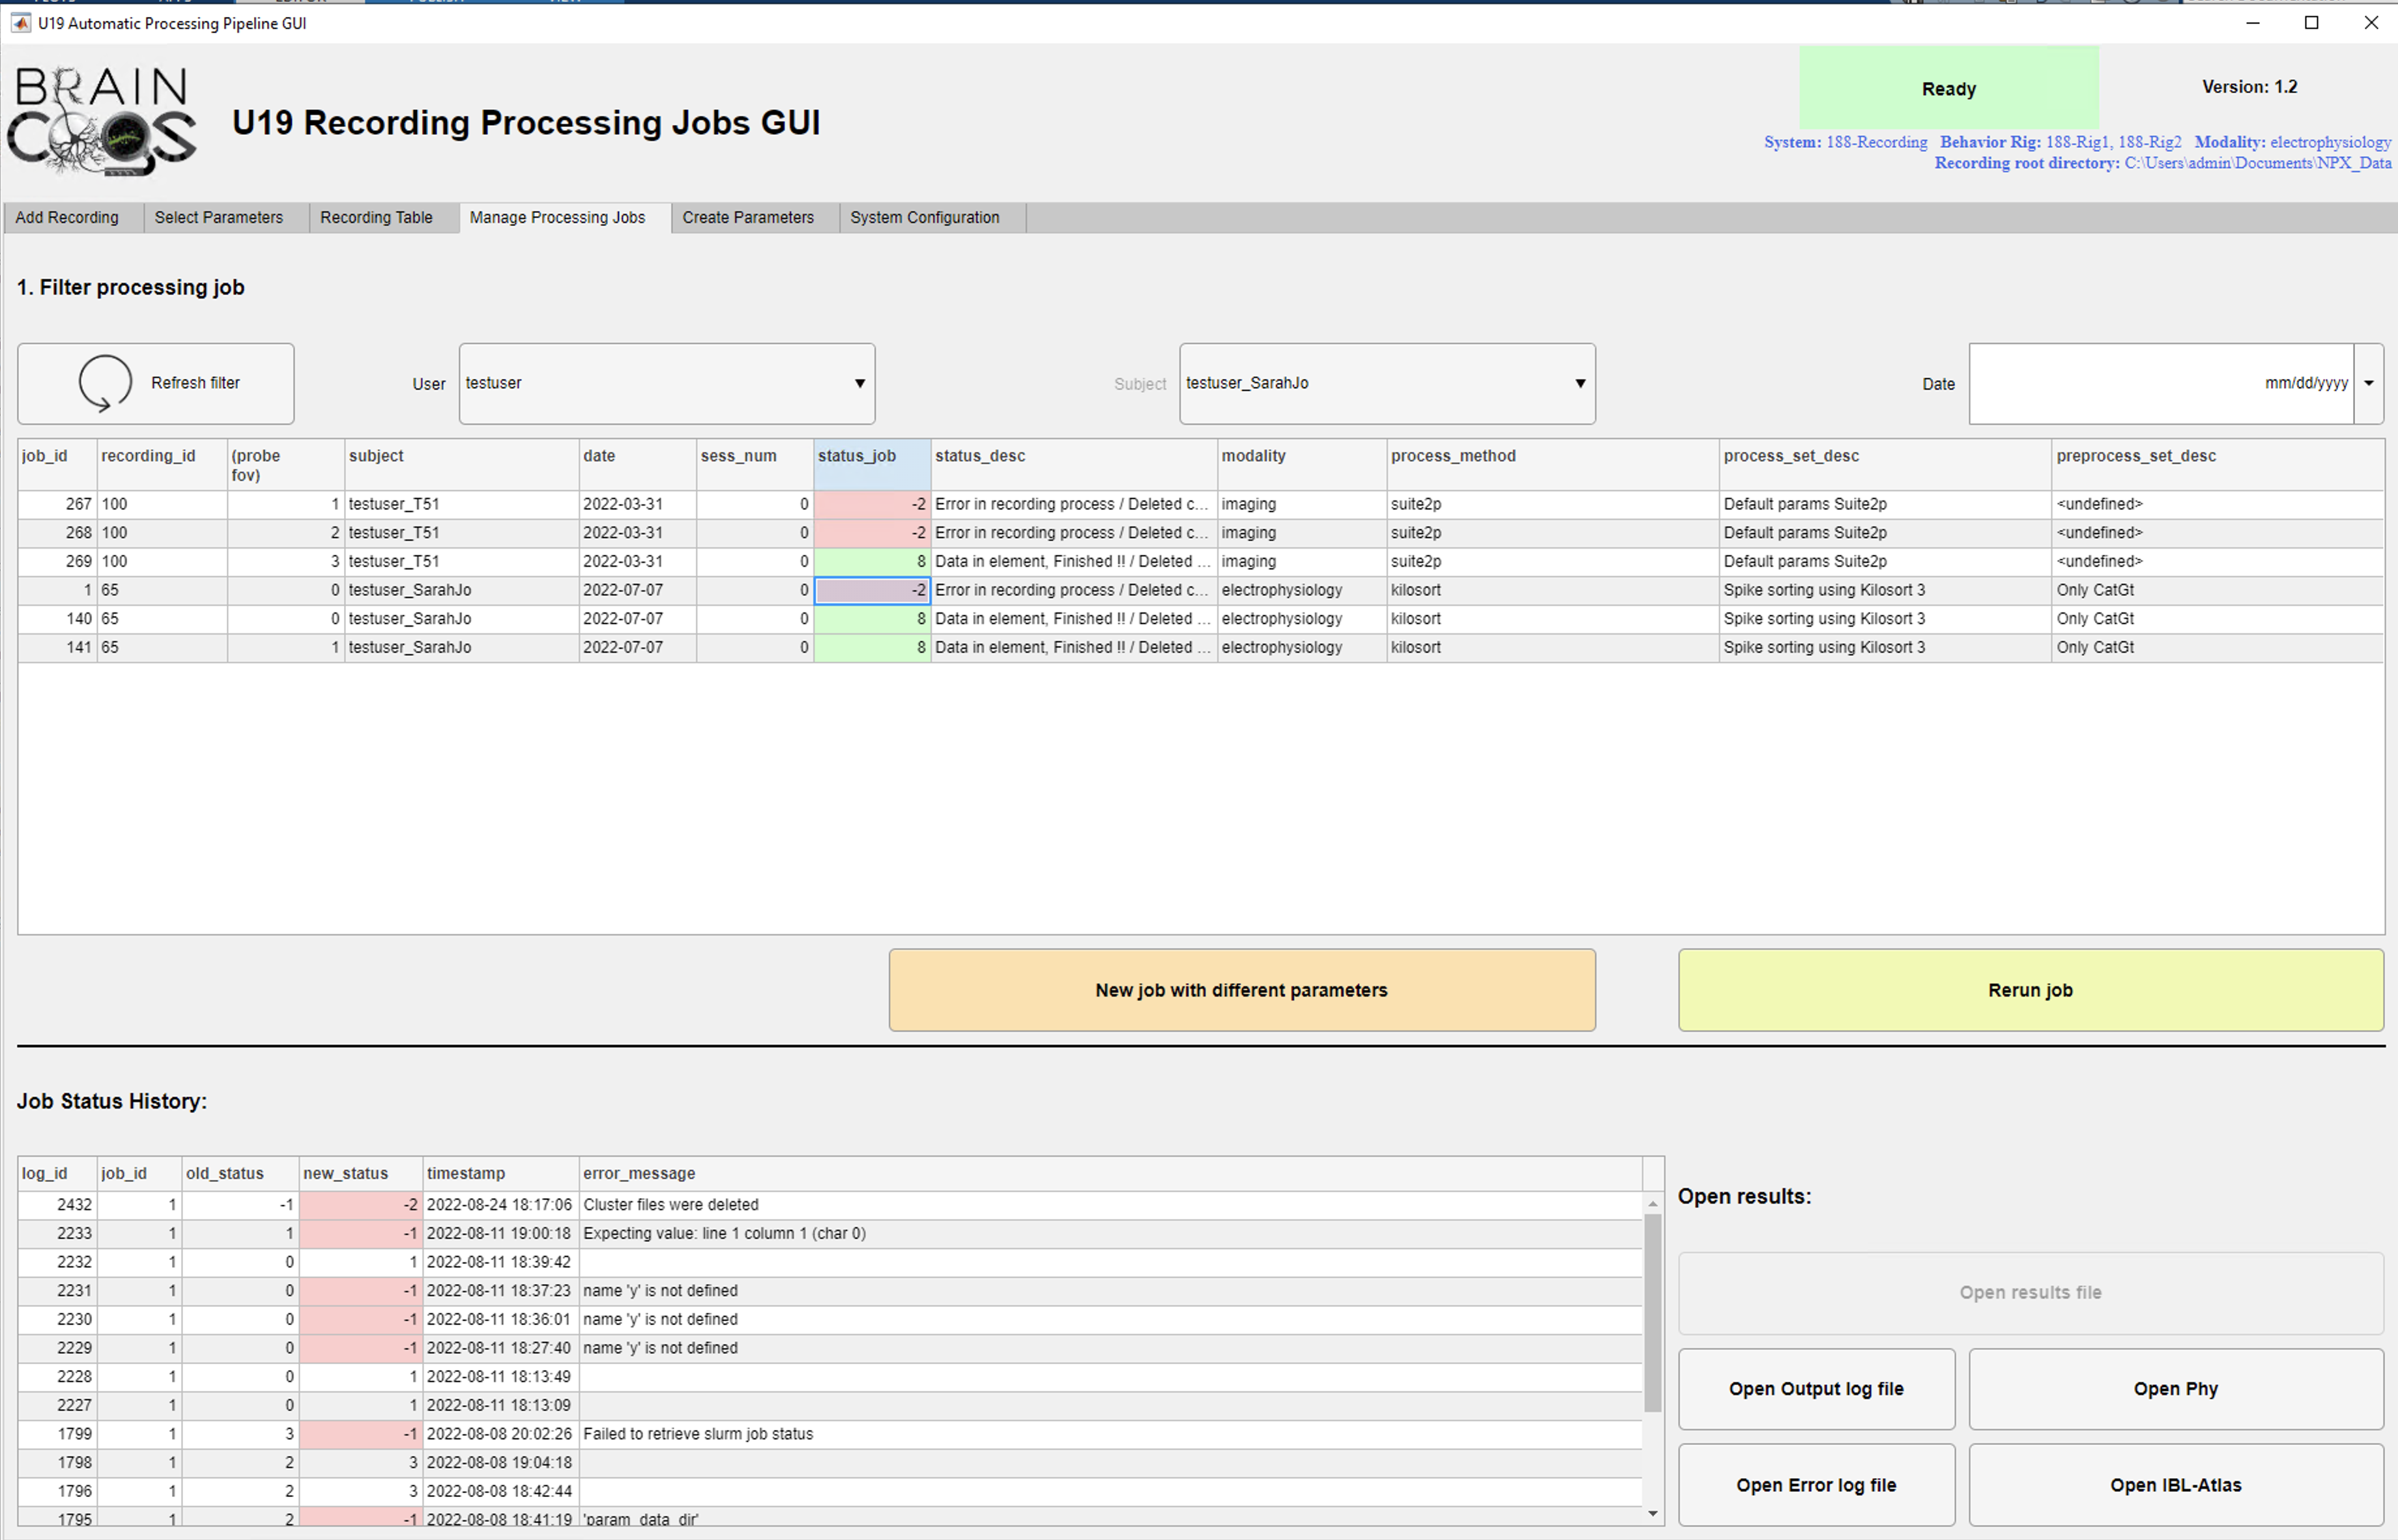 U19 Automatic Processing Pipeline GUI
BRAIN
COGS
U19 Recording Processing Jobs GUI
Ready
Version: 1.2
System: 188-Recording Behavior Rig: 188-Rig1, 188-Rig2 Modality: electrophysiology
Recording root directory: C:\Users\admin\Documents\NPX_Data
Add Recording Select Parameters Recording Table Manage Processing Jobs Create Parameters System Configuration
1. Filter processing job
Refresh filter User testuser Subject testuser_SarahJo Date mm/dd/yyyy
job_id recording_id (probe fov) subject date sess_num status_job status_desc modality process_method process_set_desc preprocess_set_desc
267 100 1 testuser_T51 2022-03-31 0 -2 Error in recording process / Deleted c... imaging suite2p Default params Suite2p <undefined>
268 100 2 testuser_T51 2022-03-31 0 -2 Error in recording process / Deleted c... imaging suite2p Default params Suite2p <undefined>
269 100 3 testuser_T51 2022-03-31 0 8 Data in element, Finished !! / Deleted ... imaging suite2p Default params Suite2p <undefined>
1 65 0 testuser_SarahJo 2022-07-07 0 -2 Error in recording process / Deleted c... electrophysiology kilosort Spike sorting using Kilosort 3 Only CatGt
140 65 0 testuser_SarahJo 2022-07-07 0 8 Data in element, Finished !! / Deleted ... electrophysiology kilosort Spike sorting using Kilosort 3 Only CatGt
141 65 1 testuser_SarahJo 2022-07-07 0 8 Data in element, Finished !! / Deleted ... electrophysiology kilosort Spike sorting using Kilosort 3 Only CatGt
New job with different parameters
Rerun job
Job Status History:
log_id job_id old_status new_status timestamp error_message
2432 1 -1 -2 2022-08-24 18:17:06 Cluster files were deleted
2233 1 1 -1 2022-08-11 19:00:18 Expecting value: line 1 column 1 (char 0)
2232 1 0 1 2022-08-11 18:39:42
2231 1 0 -1 2022-08-11 18:37:23 name 'y' is not defined
2230 1 0 -1 2022-08-11 18:36:01 name 'y' is not defined
2229 1 0 -1 2022-08-11 18:27:40 name 'y' is not defined
2228 1 0 1 2022-08-11 18:13:49
2227 1 0 1 2022-08-11 18:13:09
1799 1 3 -1 2022-08-08 20:02:26 Failed to retrieve slurm job status
1798 1 2 3 2022-08-08 19:04:18
1796 1 2 3 2022-08-08 18:42:44
1795 1 2 -1 2022-08-08 18:41:19 'param_data_dir'
Open results:
Open results file
Open Output log file
Open Phy
Open Error log file
Open IBL-Atlas